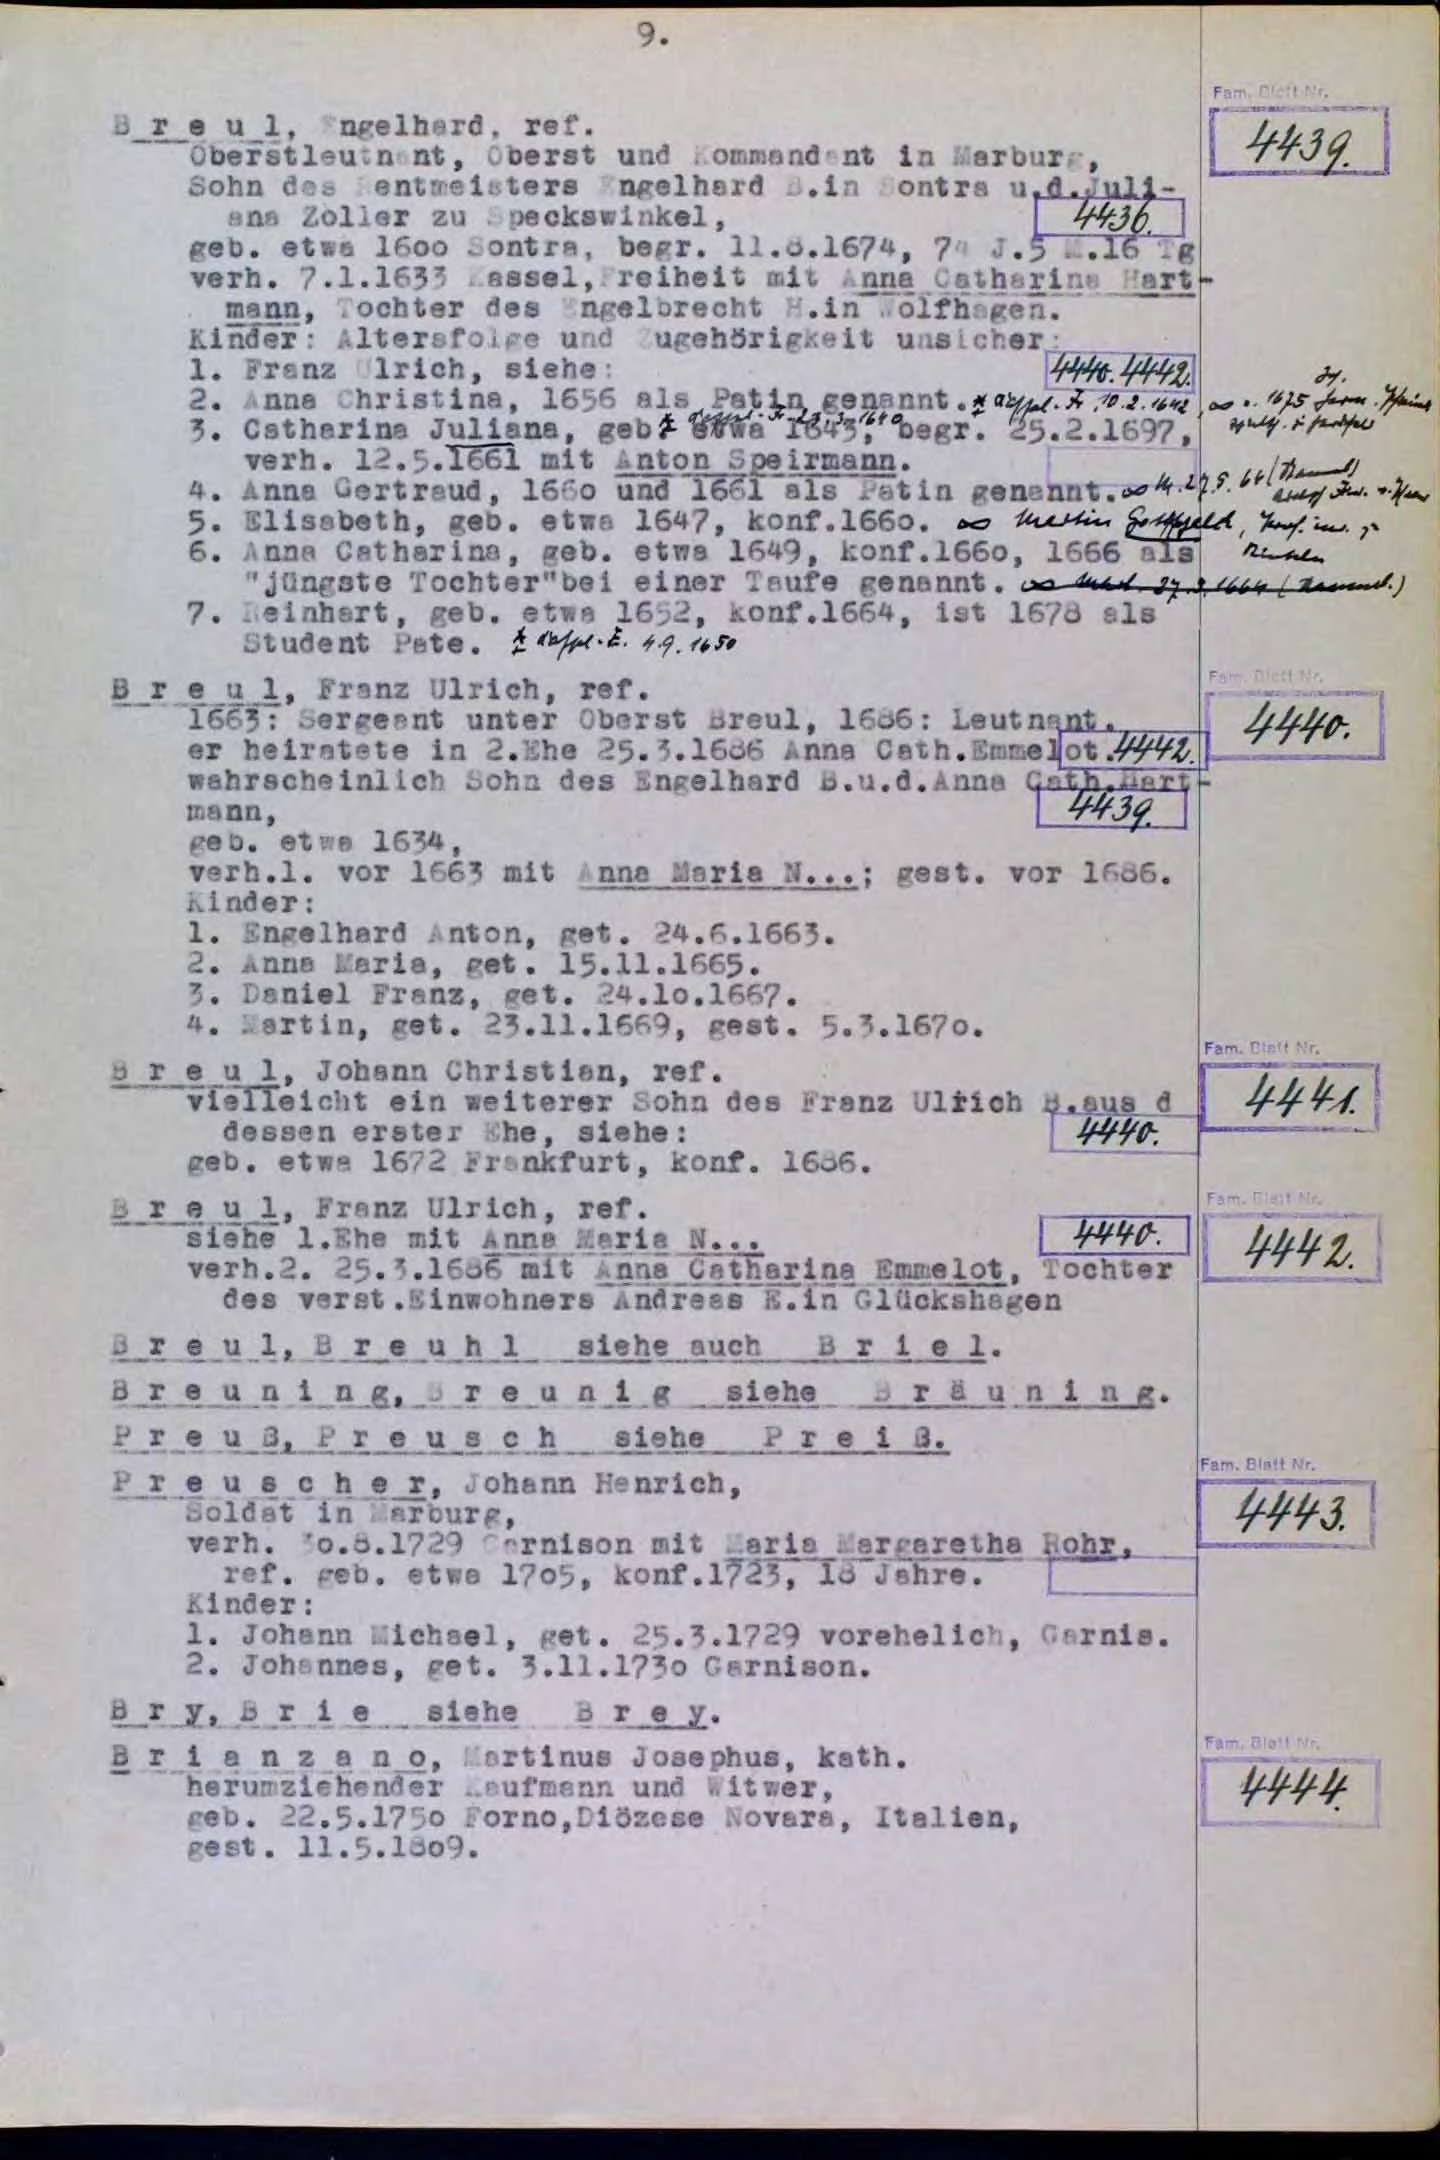 9.
Fam. Blatt Nr.
B r e u l, Engelhard, ref.
4439.
Oberstleutnant, Oberst und Kommandant in Marburg,
Sohn des Rentmeisters Engelhard B.in Sontra u.d.Juli-
ana Zoller zu Speckswinkel,
4436.
geb. etwa 1600 Sontra, begr. 11.8.1674, 74 J.5 M.16 Tg
verh. 7.1.1633 Kassel,Freiheit mit Anna Catharina Hart-
mann, Tochter des Engelbrecht H.in Wolfhagen.
Kinder: Altersfolge und Zugehörigkeit unsicher:
1. Franz Ulrich, siehe:
4440. 4442.
2. Anna Christina, 1656 als Patin genannt. 10.2.1642, ∞ 1675
3. Catharina Juliana, geb. etwa 1643, begr. 25.2.1697,
verh. 12.5.1661 mit Anton Speirmann.
4. Anna Gertraud, 1660 und 1661 als Patin genannt. ∞
5. Elisabeth, geb. etwa 1647, konf.1660. ∞ Martin
6. Anna Catharina, geb. etwa 1649, konf.1660, 1666 als
"jüngste Tochter"bei einer Taufe genannt. ∞
7. Reinhart, geb. etwa 1652, konf.1664, ist 1678 als
Student Pate. 4.9.1650
Fam. Blatt Nr.
B r e u l, Franz Ulrich, ref.
4440.
1663: Sergeant unter Oberst Breul, 1686: Leutnant.
er heiratete in 2.Ehe 25.3.1686 Anna Cath.Emmelot. 4442.
wahrscheinlich Sohn des Engelhard B.u.d.Anna Cath.Hart-
mann,
4439.
geb. etwa 1634,
verh.1. vor 1663 mit Anna Maria N...; gest. vor 1686.
Kinder:
1. Engelhard Anton, get. 24.6.1663.
2. Anna Maria, get. 15.11.1665.
3. Daniel Franz, get. 24.10.1667.
4. Martin, get. 23.11.1669, gest. 5.3.1670.
Fam. Blatt Nr.
B r e u l, Johann Christian, ref.
4441.
vielleicht ein weiterer Sohn des Franz Ulrich B.aus d
dessen erster Ehe, siehe:
4440.
geb. etwa 1672 Frankfurt, konf. 1686.
Fam. Blatt Nr.
B r e u l, Franz Ulrich, ref.
4442.
siehe 1.Ehe mit Anna Maria N...
4440.
verh.2. 25.3.1686 mit Anna Catharina Emmelot, Tochter
des verst.Einwohners Andreas E.in Glückshagen
B r e u l, B r e u h l siehe auch B r i e l.
B r e u n i n g, B r e u n i g siehe B r ä u n i n g.
P r e u ß, P r e u s c h siehe P r e i ß.
Fam. Blatt Nr.
P r e u s c h e r, Johann Henrich,
4443.
Soldat in Marburg,
verh. 30.8.1729 Garnison mit Maria Margaretha Rohr,
ref. geb. etwa 1705, konf.1723, 18 Jahre.
Kinder:
1. Johann Michael, get. 25.3.1729 vorehelich, Garnis.
2. Johannes, get. 3.11.1730 Garnison.
B r y, B r i e siehe B r e y.
Fam. Blatt Nr.
B r i a n z a n o, Martinus Josephus, kath.
4444.
herumziehender Kaufmann und Witwer,
geb. 22.5.1750 Forno,Diözese Novara, Italien,
gest. 11.5.1809.